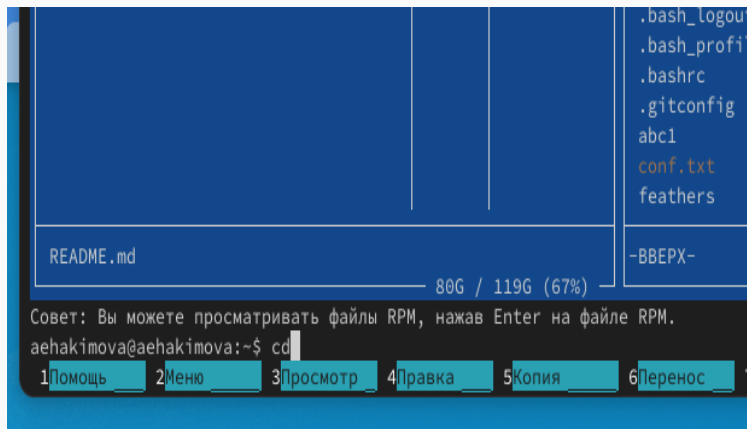 .bash_logout
.bash_profi
.bashrc
.gitconfig
abc1
conf.txt
feathers
README.md
-ВВЕРХ-
80G / 119G (67%)
Совет: Вы можете просматривать файлы RPM, нажав Enter на файле RPM.
aehakimova@aehakimova:~$ cd
1Помощь 2Меню 3Просмотр 4Правка 5Копия 6Перенос